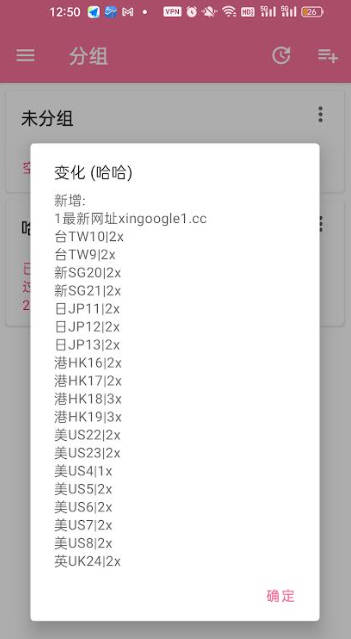 12:50
VPN
HD
5G
5G
26
分组
未分组
变化 (哈哈)
新增:
1最新网址xingoogle1.cc
台TW10|2x
台TW9|2x
新SG20|2x
新SG21|2x
日JP11|2x
日JP12|2x
日JP13|2x
港HK16|2x
港HK17|2x
港HK18|3x
港HK19|3x
美US22|2x
美US23|2x
美US4|1x
美US5|2x
美US6|2x
美US7|2x
美US8|2x
英UK24|2x
确定